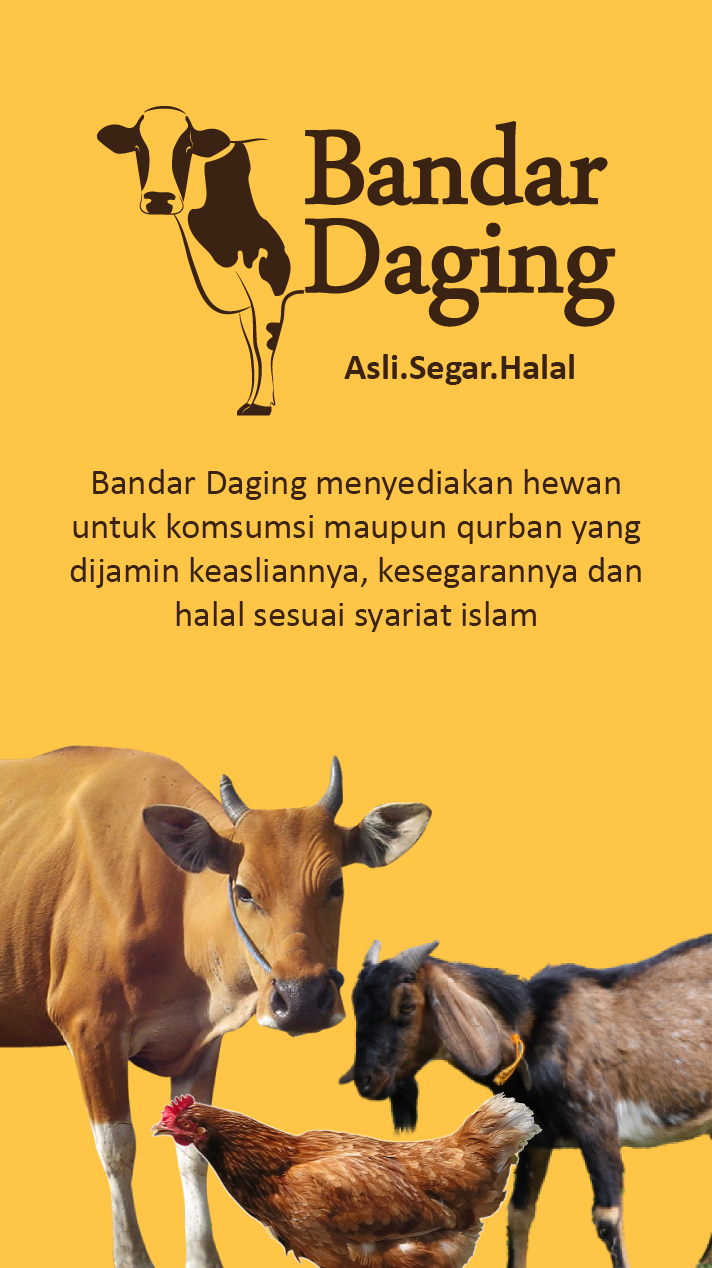 Bandar
Daging
Asli.Segar.Halal
Bandar Daging menyediakan hewan
untuk komsumsi maupun qurban yang
dijamin keasliannya, kesegarannya dan
halal sesuai syariat islam